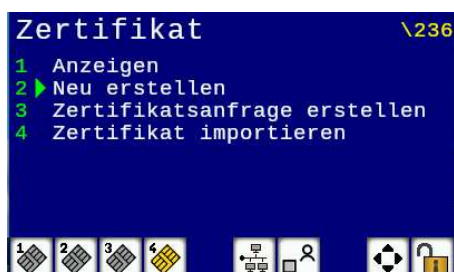 Zertifikat \236
1 Anzeigen
2 Neu erstellen
3 Zertifikatsanfrage erstellen
4 Zertifikat importieren
1 2 3 4